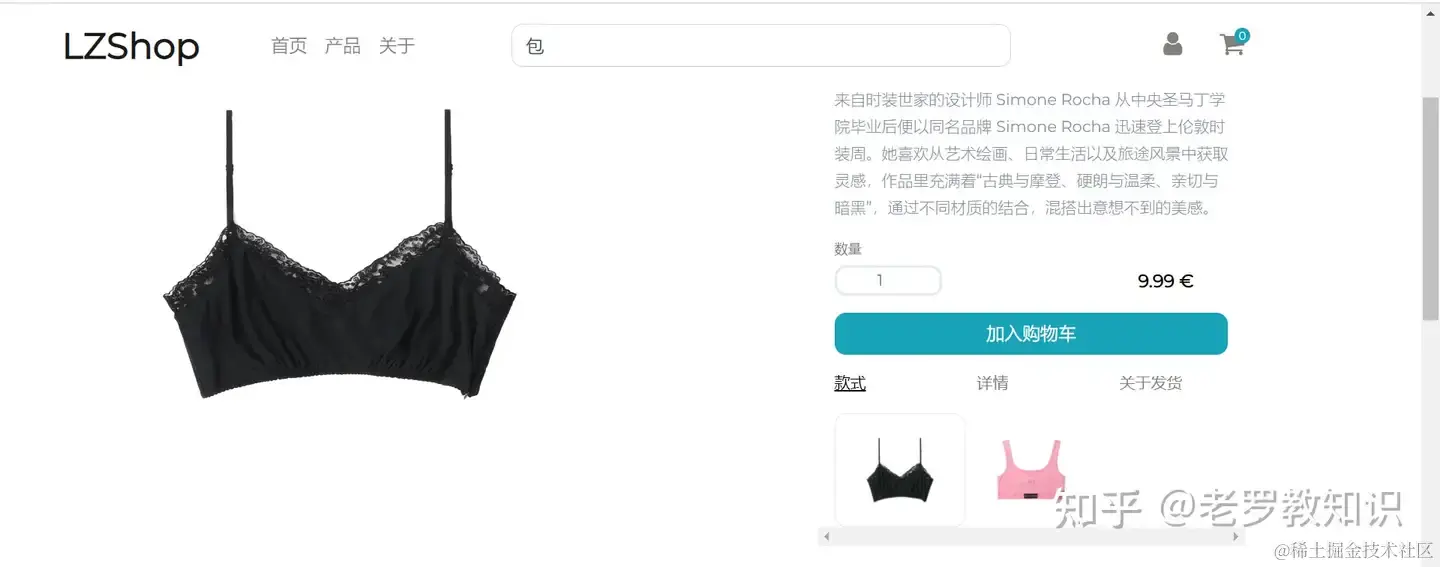 LZShop
首页 产品 关于
包
0
来自时装世家的设计师 Simone Rocha 从中央圣马丁学
院毕业后便以同名品牌 Simone Rocha 迅速登上伦敦时
装周。她喜欢从艺术绘画、日常生活以及旅途风景中获取
灵感，作品里充满着“古典与摩登、硬朗与温柔、亲切与
暗黑”，通过不同材质的结合，混搭出意想不到的美感。
数量
1
9.99 €
加入购物车
款式 详情 关于发货
知乎 @老罗教知识
@稀土掘金技术社区